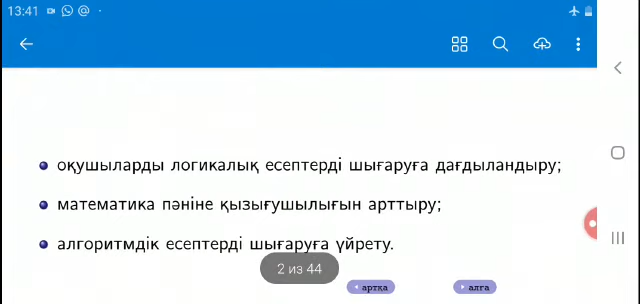 13:41
оқушыларды логикалық есептерді шығаруға дағдыландыру;
математика пәніне қызығушылығын арттыру;
алгоритмдік есептерді шығаруға үйрету.
2 из 44
артқа
алға